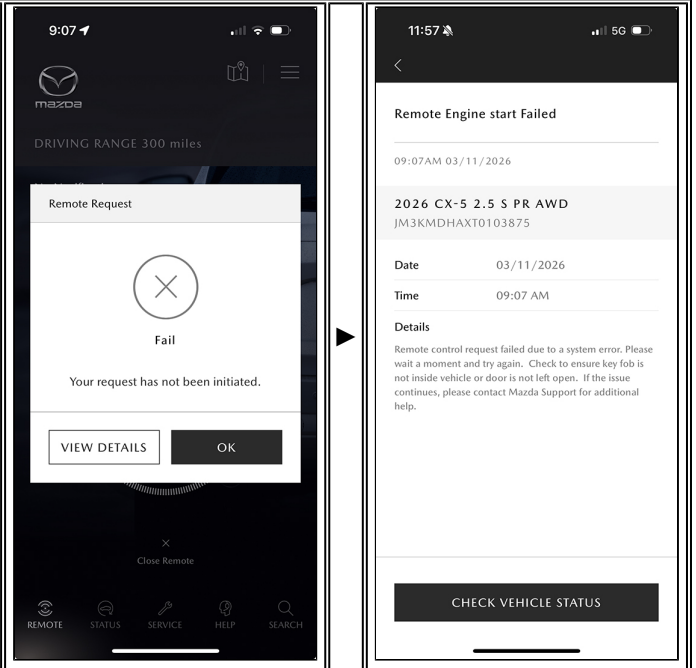 9:07
mazda
DRIVING RANGE 300 miles
Remote Request
Fail
Your request has not been initiated.
VIEW DETAILS
OK
Close Remote
REMOTE
STATUS
SERVICE
HELP
SEARCH
11:57
5G
Remote Engine start Failed
09:07AM 03/11/2026
2026 CX-5 2.5 S PR AWD
JM3KMDHAXT0103875
Date 03/11/2026
Time 09:07 AM
Details
Remote control request failed due to a system error. Please
wait a moment and try again. Check to ensure key fob is
not inside vehicle or door is not left open. If the issue
continues, please contact Mazda Support for additional
help.
CHECK VEHICLE STATUS